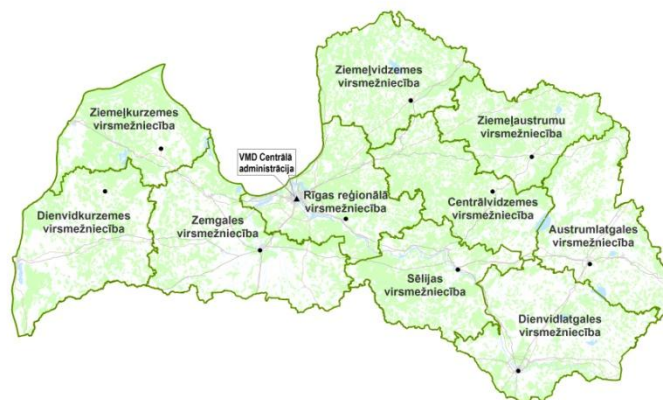 Ziemeļvidzemes
virsmežniecība
Ziemeļkurzemes
virsmežniecība
Ziemeļaustrumu
virsmežniecība
VMD Centrālā
administrācija
Rīgas reģionālā
virsmežniecība
Centrālvidzemes
virsmežniecība
Dienvidkurzemes
virsmežniecība
Zemgales
virsmežniecība
Austrumlatgales
virsmežniecība
Sēlijas
virsmežniecība
Dienvidlatgales
virsmežniecība